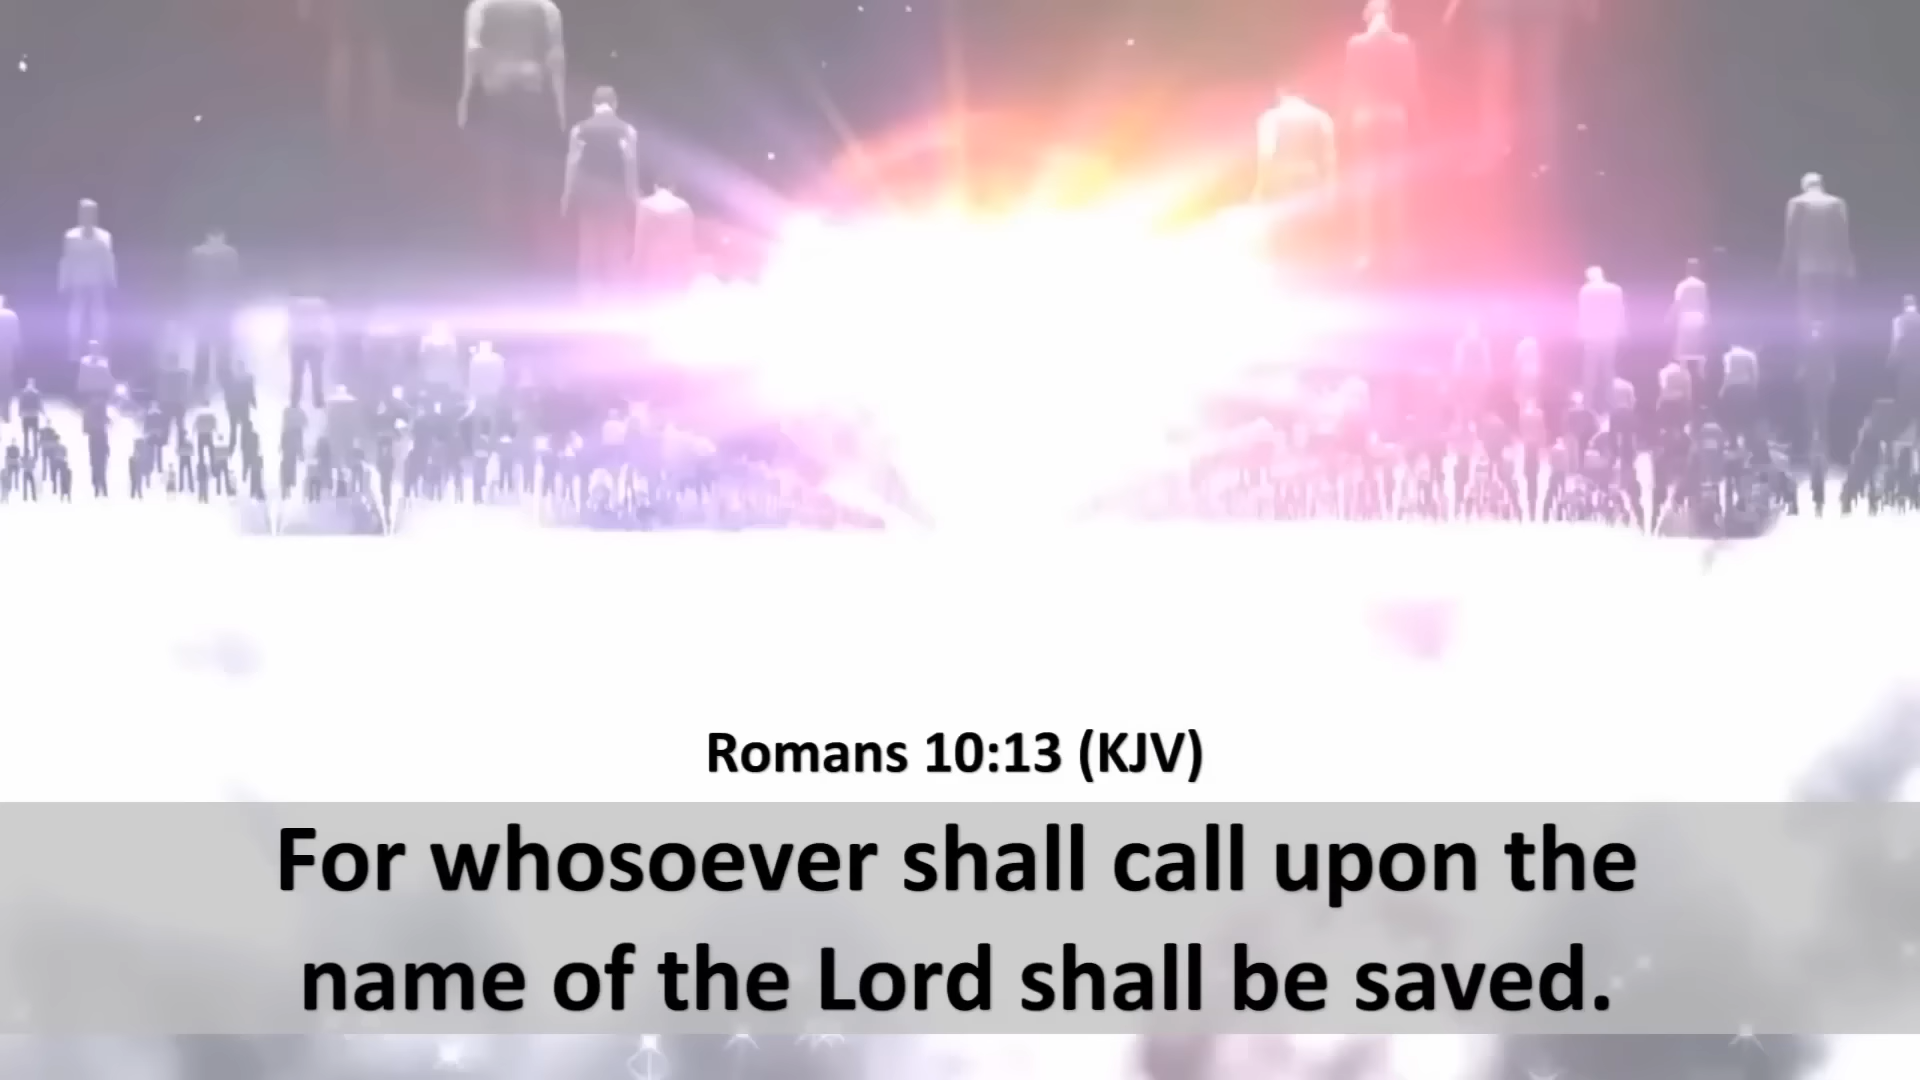 Romans 10:13 (KJV)
For whosoever shall call upon the
name of the Lord shall be saved.